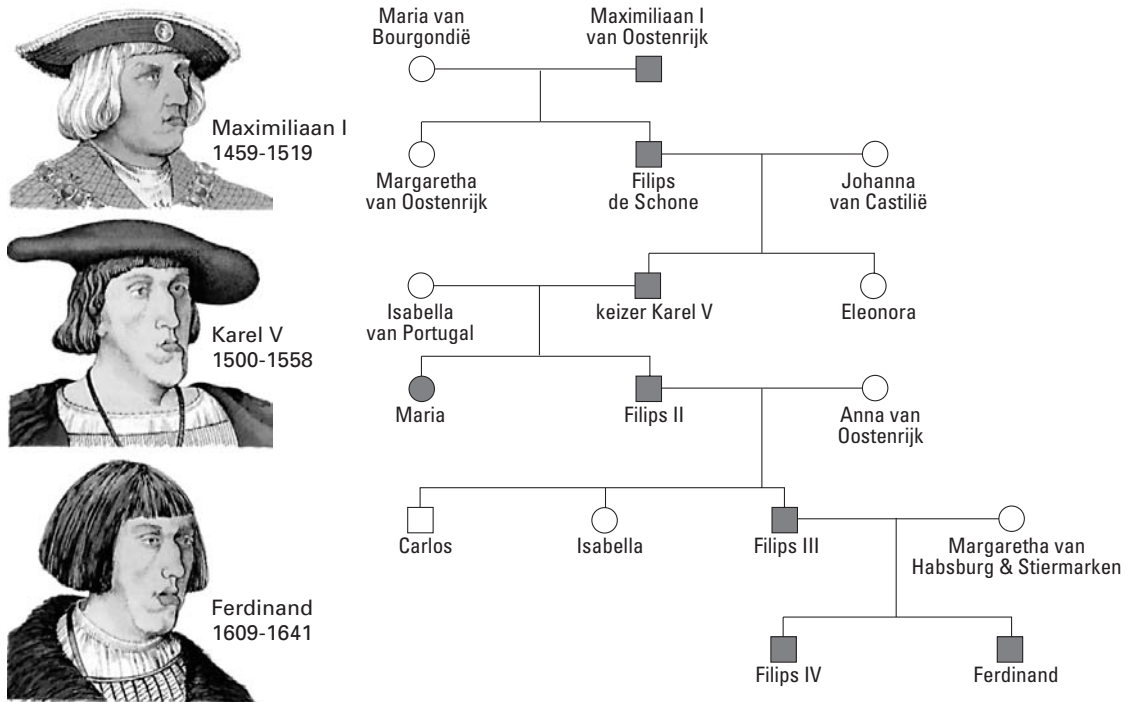 Maximiliaan I
1459-1519
Karel V
1500-1558
Ferdinand
1609-1641
Maria van
Bourgondië
Maximiliaan I
van Oostenrijk
Margaretha
van Oostenrijk
Filips
de Schone
Johanna
van Castilië
Isabella
van Portugal
keizer Karel V
Eleonora
Maria
Filips II
Anna van
Oostenrijk
Carlos
Isabella
Filips III
Margaretha van
Habsburg & Stiermarken
Filips IV
Ferdinand